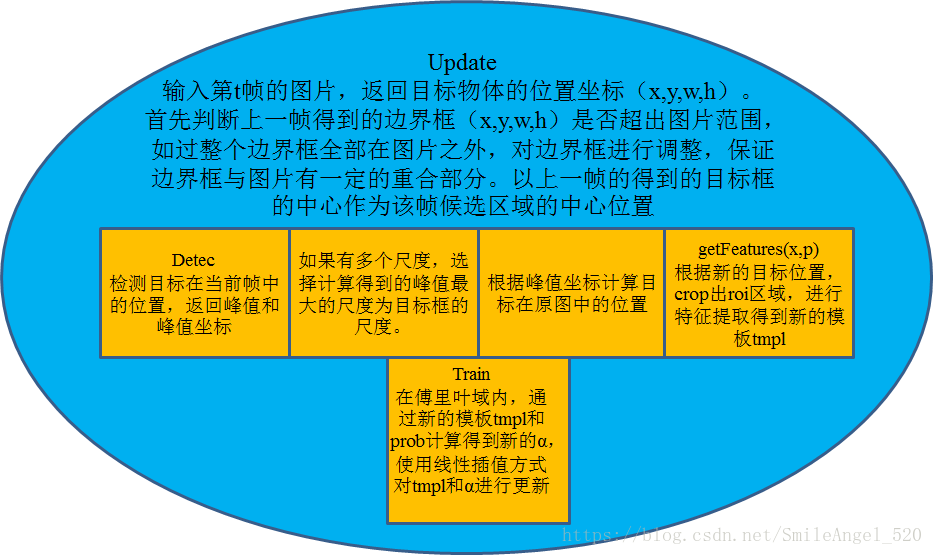 Update
输入第t帧的图片，返回目标物体的位置坐标（x,y,w,h）。
首先判断上一帧得到的边界框（x,y,w,h）是否超出图片范围，
如过整个边界框全部在图片之外，对边界框进行调整，保证
边界框与图片有一定的重合部分。以上一帧的得到的目标框
的中心作为该帧候选区域的中心位置
Detec
检测目标在当前帧中
的位置，返回峰值和
峰值坐标
如果有多个尺度，选
择计算得到的峰值最
大的尺度为目标框的
尺度。
根据峰值坐标计算目
标在原图中的位置
getFeatures(x,p)
根据新的目标位置，
crop出roi区域，进行
特征提取得到新的模
板tmpl
Train
在傅里叶域内，通
过新的模板tmpl和
prob计算得到新的α，
使用线性插值方式
对tmpl和α进行更新
https://blog.csdn.net/SmileAngel_520